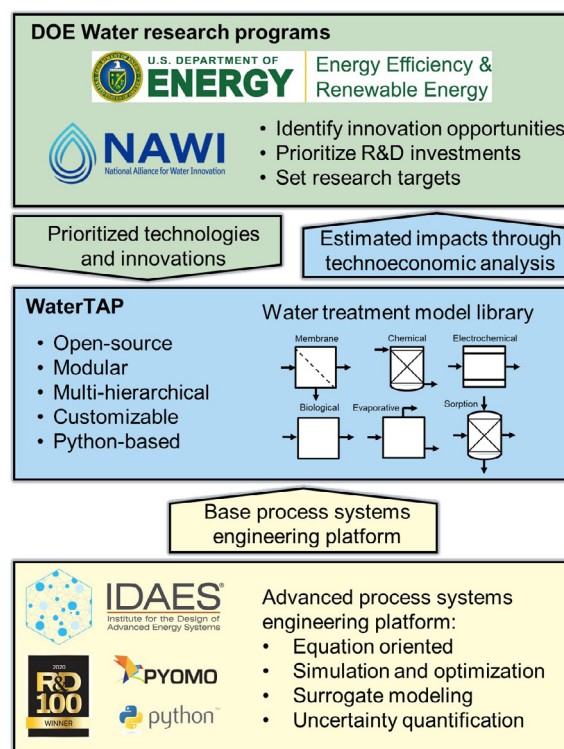 DOE Water research programs
U.S. DEPARTMENT OF
ENERGY
Energy Efficiency &
Renewable Energy
NAWI
National Alliance for Water Innovation
• Identify innovation opportunities
• Prioritize R&D investments
• Set research targets
Prioritized technologies
and innovations
Estimated impacts through
technoeconomic analysis
WaterTAP
• Open-source
• Modular
• Multi-hierarchical
• Customizable
• Python-based
Water treatment model library
Membrane
Chemical
Electrochemical
Biological
Evaporative
Sorption
Base process systems
engineering platform
IDAES®
Institute for the Design of
Advanced Energy Systems
2020
R&D
100
WINNER
PYOMO
python™
Advanced process systems
engineering platform:
• Equation oriented
• Simulation and optimization
• Surrogate modeling
• Uncertainty quantification